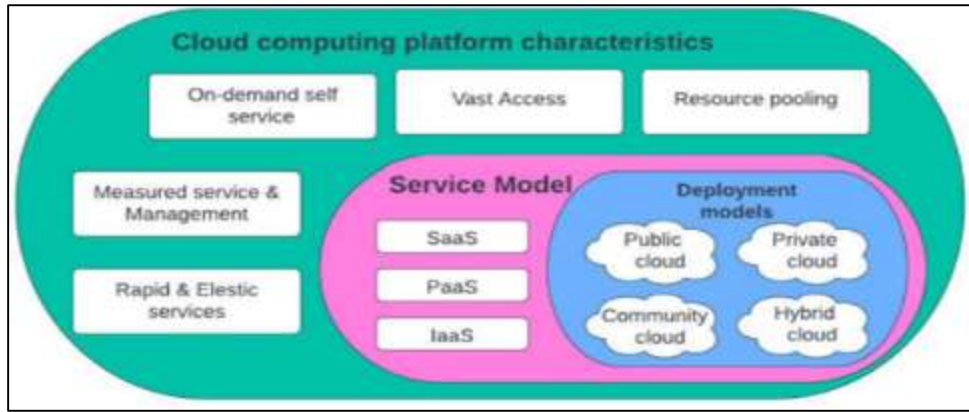 Cloud computing platform characteristics
On-demand self
service
Vast Access
Resource pooling
Measured service &
Management
Rapid & Elestic
services
Service Model
SaaS
PaaS
IaaS
Deployment
models
Public
cloud
Private
cloud
Community
cloud
Hybrid
cloud